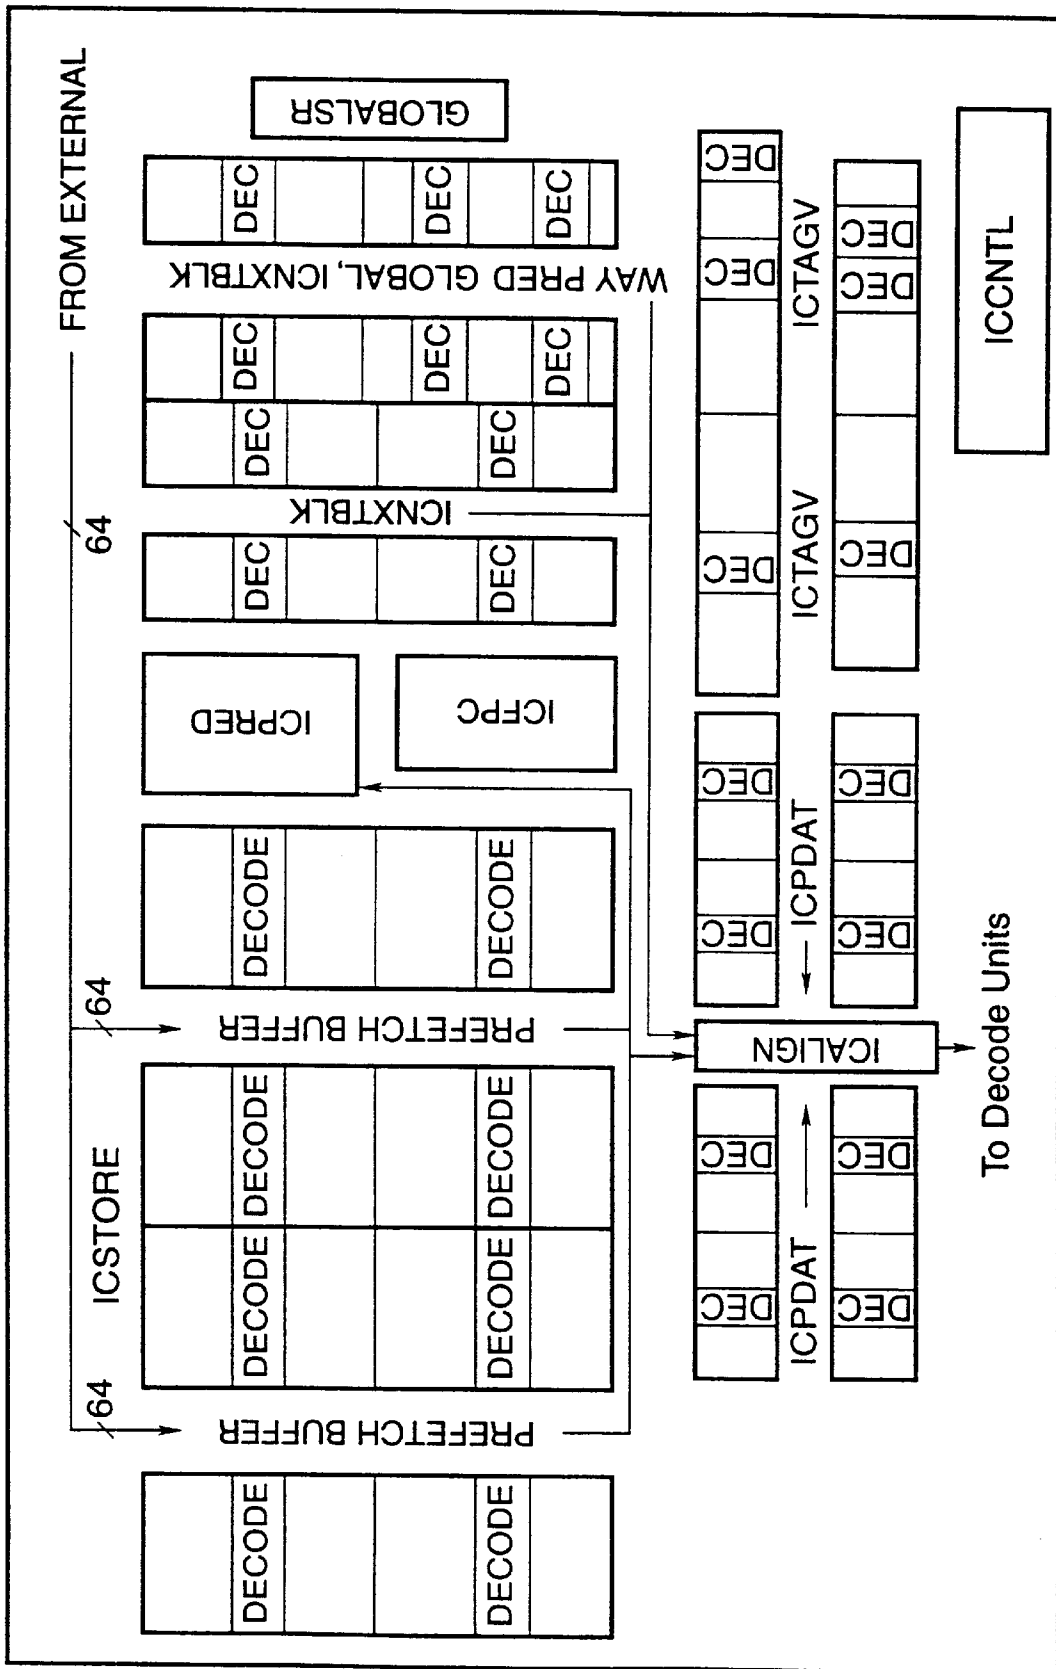 ICSTORE
FROM EXTERNAL
64
64
64
DECODE
DECODE
PREFETCH BUFFER
DECODE
DECODE
DECODE
DECODE
PREFETCH BUFFER
DECODE
DECODE
ICPRED
ICFPC
DEC
DEC
ICNXTBLK
DEC
DEC
DEC
DEC
DEC
WAY PRED GLOBAL, ICNXTBLK
DEC
DEC
DEC
GLOBALSR
DEC
DEC
ICPDAT
DEC
DEC
ICALIGN
DEC
DEC
ICPDAT
DEC
DEC
DEC
DEC
DEC
ICTAGV
ICTAGV
DEC
DEC
DEC
ICCNTL
To Decode Units